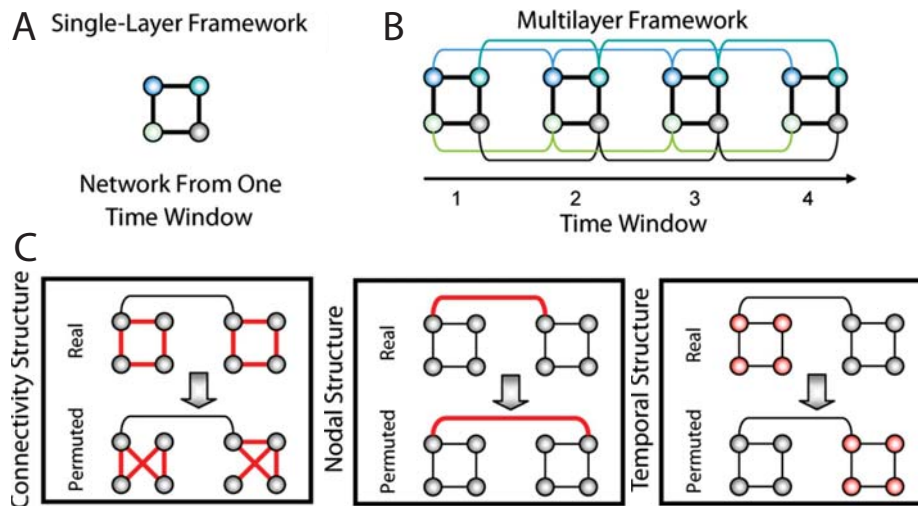 A
Single-Layer Framework
Network From One
Time Window
B
Multilayer Framework
1 2 3 4
Time Window
C
Connectivity Structure
Real
Permuted
Nodal Structure
Real
Permuted
Temporal Structure
Real
Permuted